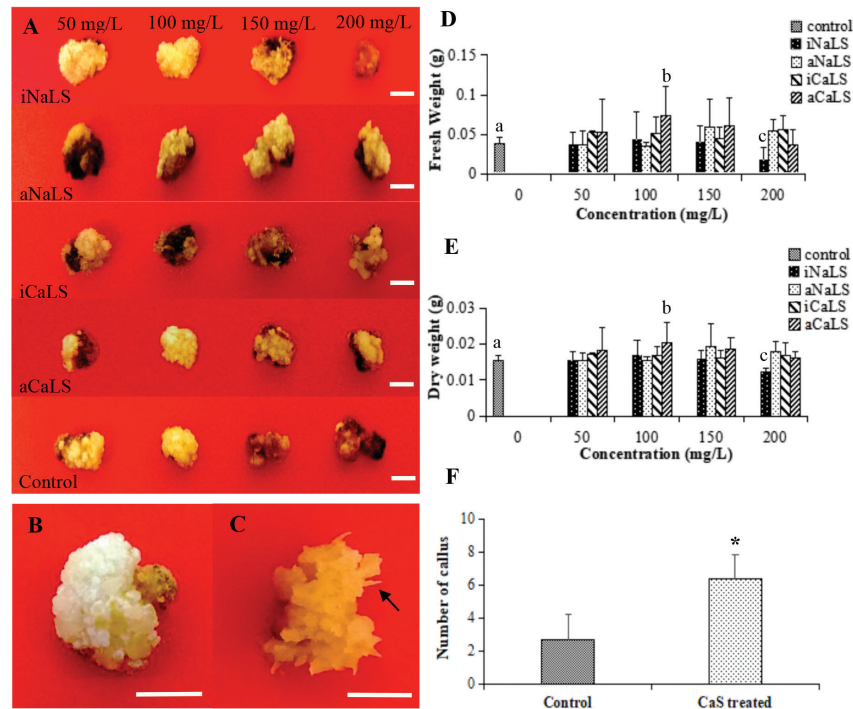 A
50 mg/L 100 mg/L 150 mg/L 200 mg/L
iNaLS
aNaLS
iCaLS
aCaLS
Control
B
C
D
control
iNaLS
aNaLS
iCaLS
aCaLS
Fresh Weight (g)
0.15
0.1
0.05
0
a
b
c
0 50 100 150 200
Concentration (mg/L)
E
control
iNaLS
aNaLS
iCaLS
aCaLS
Dry weight (g)
0.03
0.02
0.01
0
a
b
c
0 50 100 150 200
Concentration (mg/L)
F
Number of callus
10
8
6
4
2
0
*
Control CaS treated